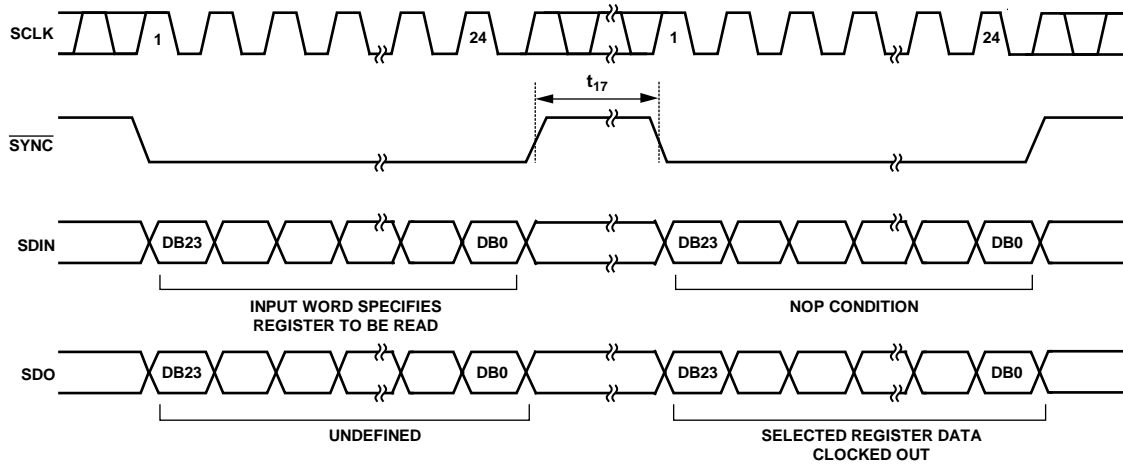 SCLK
1
24
1
24
t17
SYNC
SDIN
DB23
DB0
DB23
DB0
INPUT WORD SPECIFIES
REGISTER TO BE READ
NOP CONDITION
SDO
DB23
DB0
DB23
DB0
UNDEFINED
SELECTED REGISTER DATA
CLOCKED OUT